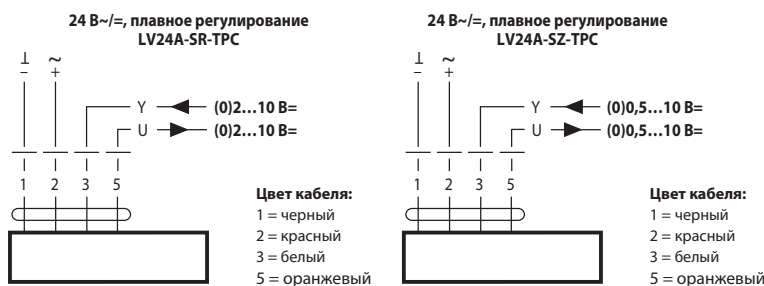 24 В~/=, плавное регулирование
LV24A-SR-TPC
⊥ ~
– +
Y (0)2…10 В=
U (0)2…10 В=
1 2 3 5
Цвет кабеля:
1 = черный
2 = красный
3 = белый
5 = оранжевый
24 В~/=, плавное регулирование
LV24A-SZ-TPC
⊥ ~
– +
Y (0)0,5…10 В=
U (0)0,5…10 В=
1 2 3 5
Цвет кабеля:
1 = черный
2 = красный
3 = белый
5 = оранжевый